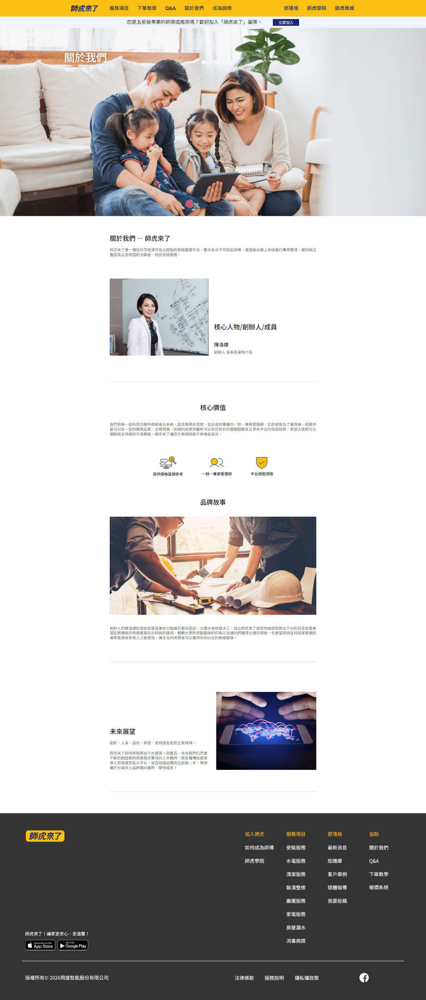 師虎來了 服務項目 下單教學 Q&A 關於我們 成為師傅 部落格 師虎學院 師虎商城
您是五星級專業的師傅或廠商嗎？歡迎加入「師虎來了」團隊。 立即加入
關於我們
關於我們 — 師虎來了
師虎來了是一個從共享經濟作為出發點的修繕服務平台，整合各式不同技能師傅，透過後台線上系統進行專案管理，提供給注
重品質以及保固的消費者一站式修繕服務。
核心人物/創辦人/成員
陳洛婕
創辦人 董事長兼執行長
核心價值
我們把每一個叫修的案件透過後台系統，當成專案在管理，並且提供專屬的一對一專案管理師，目的就是為了確保每一個案件
都可以有一致的服務品質、合理報價、如期的成果到最終可以有您有好的服務體驗並且享有平台的保固保障。希望大家都可以
擺脫過去修繕的不良體驗，師虎來了讓您在修繕過程不再像是孤兒。
提供價格區間參考 一對一專案管理師 平台保固保障
品牌故事
創辦人的陳洛婕的家庭就是從事勞力階級的單純家庭，父親本身就是木工，成立師虎來了居家修繕即時媒合平台的初衷就是希
望能將傳統的修繕產業結合科技的運用，翻轉大眾對勞動階級的印象以及讓他們獲得合理的報酬。也希望透過在科技業累積的
專案管理背景導入工程管理，讓全台的消費者可以獲得有別以往的修繕服務。
未來展望
創新、人本、誠信、夢想，是飛達智能的企業精神。
師虎來了即時修繕媒合平台是第一個產品，未來我們仍然會
不斷的創造新的商業模式秉持的人本精神，將各種傳統產業
導入到飛達智能大平台，並且踏穩誠實的往前每一步，帶領
屬於台灣本土品牌邁向國際，夢想成真！
師虎來了
加入師虎 服務項目 部落格 協助
如何成為師傅 安裝服務 最新消息 關於我們
師虎學院 水電服務 知識庫 Q&A
清潔服務 客戶案例 下單教學
裝潢整修 媒體報導 報價系統
搬運服務 我要投稿
家電服務
房屋漏水
消毒病媒
師虎來了！讓家更安心、更溫馨！
Download on the App Store GET IT ON Google Play
版權所有© 2026飛達智能股份有限公司 法律條款 服務說明 隱私權政策